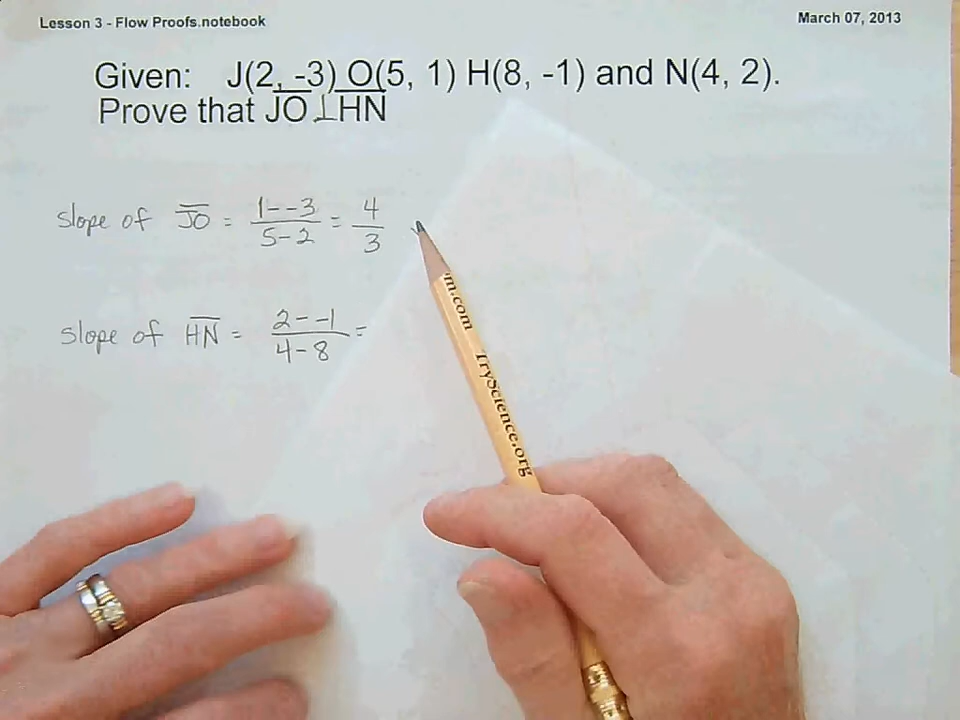 Lesson 3 - Flow Proofs.notebook
March 07, 2013
Given: J(2, -3) O(5, 1) H(8, -1) and N(4, 2).
Prove that JO ⊥ HN
slope of JO = 1--3 / 5-2 = 4 / 3
slope of HN = 2--1 / 4-8 =
m.com TryScience.org